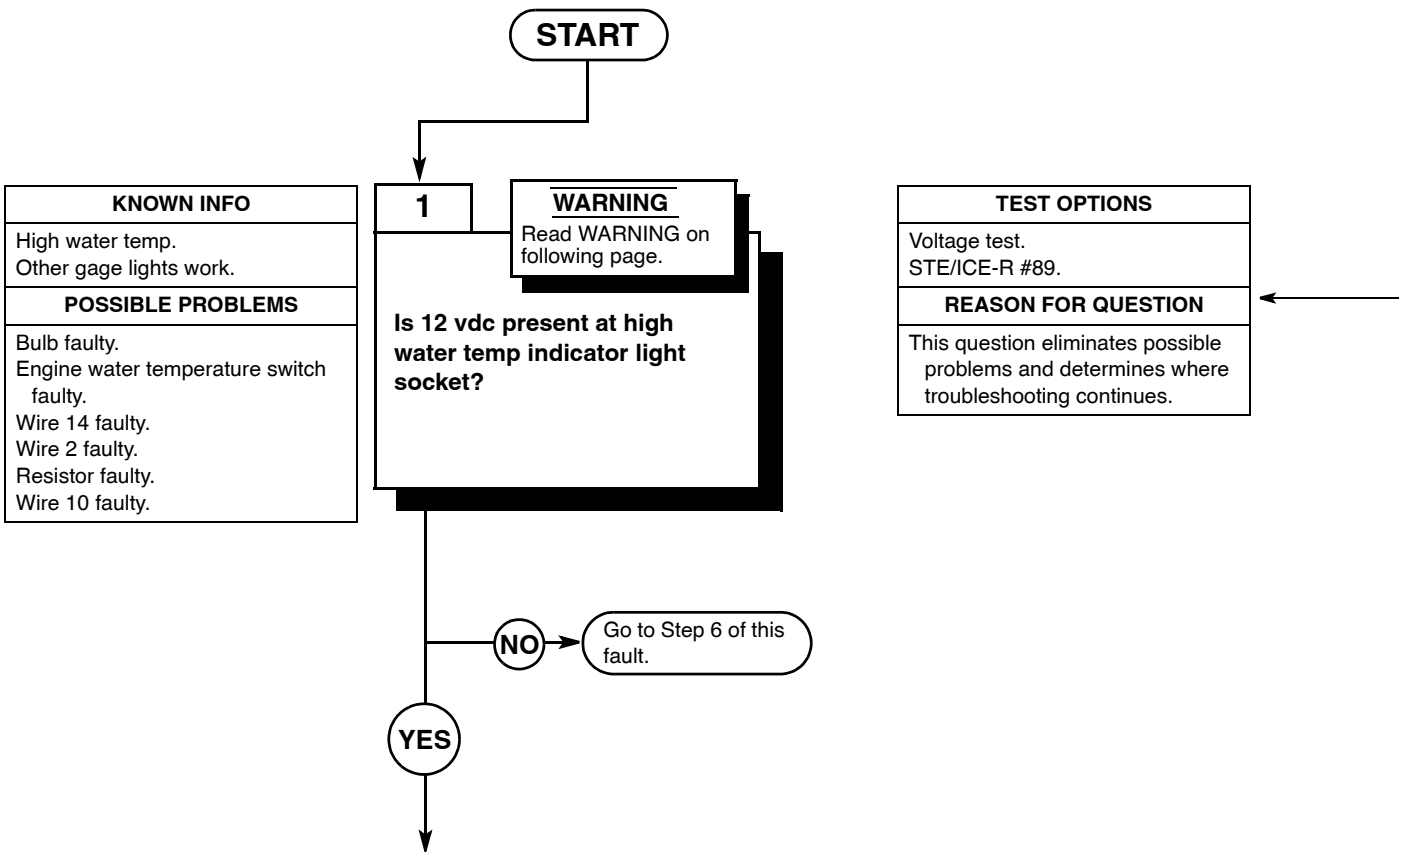 START
KNOWN INFO
High water temp.
Other gage lights work.
POSSIBLE PROBLEMS
Bulb faulty.
Engine water temperature switch
faulty.
Wire 14 faulty.
Wire 2 faulty.
Resistor faulty.
Wire 10 faulty.
1
WARNING
Read WARNING on
following page.
Is 12 vdc present at high
water temp indicator light
socket?
TEST OPTIONS
Voltage test.
STE/ICE-R #89.
REASON FOR QUESTION
This question eliminates possible
problems and determines where
troubleshooting continues.
NO
Go to Step 6 of this
fault.
YES